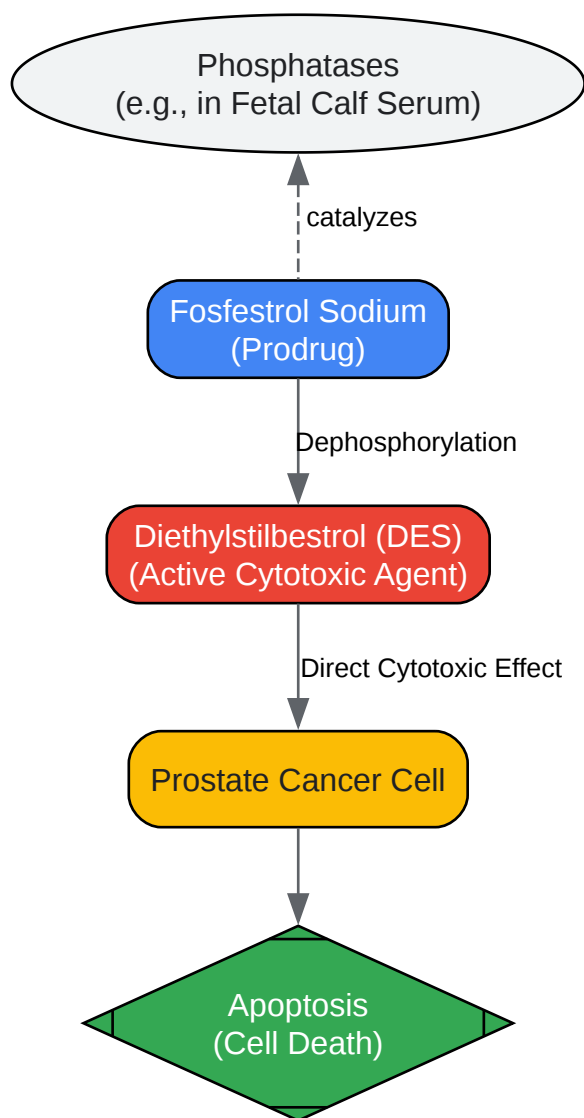 Phosphatases
(e.g., in Fetal Calf Serum)
catalyzes
Fosfestrol Sodium
(Prodrug)
Dephosphorylation
Diethylstilbestrol (DES)
(Active Cytotoxic Agent)
Direct Cytotoxic Effect
Prostate Cancer Cell
Apoptosis
(Cell Death)